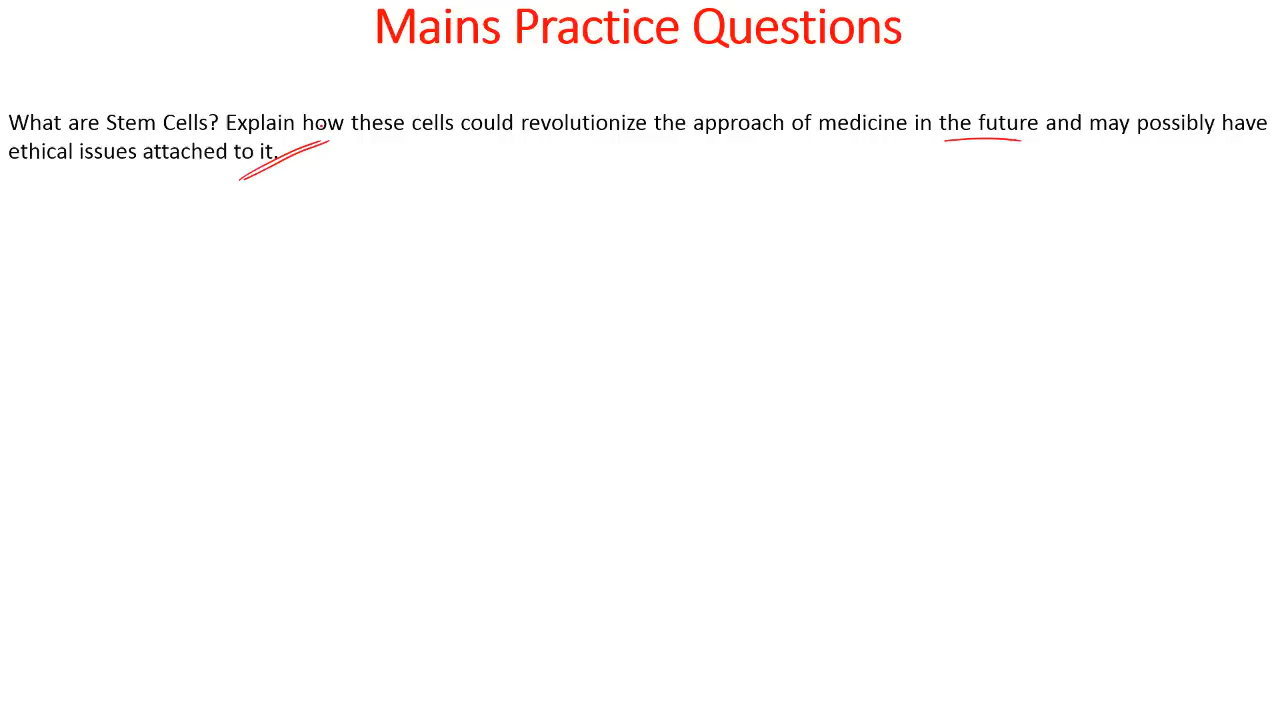 Mains Practice Questions
What are Stem Cells? Explain how these cells could revolutionize the approach of medicine in the future and may possibly have
ethical issues attached to it.